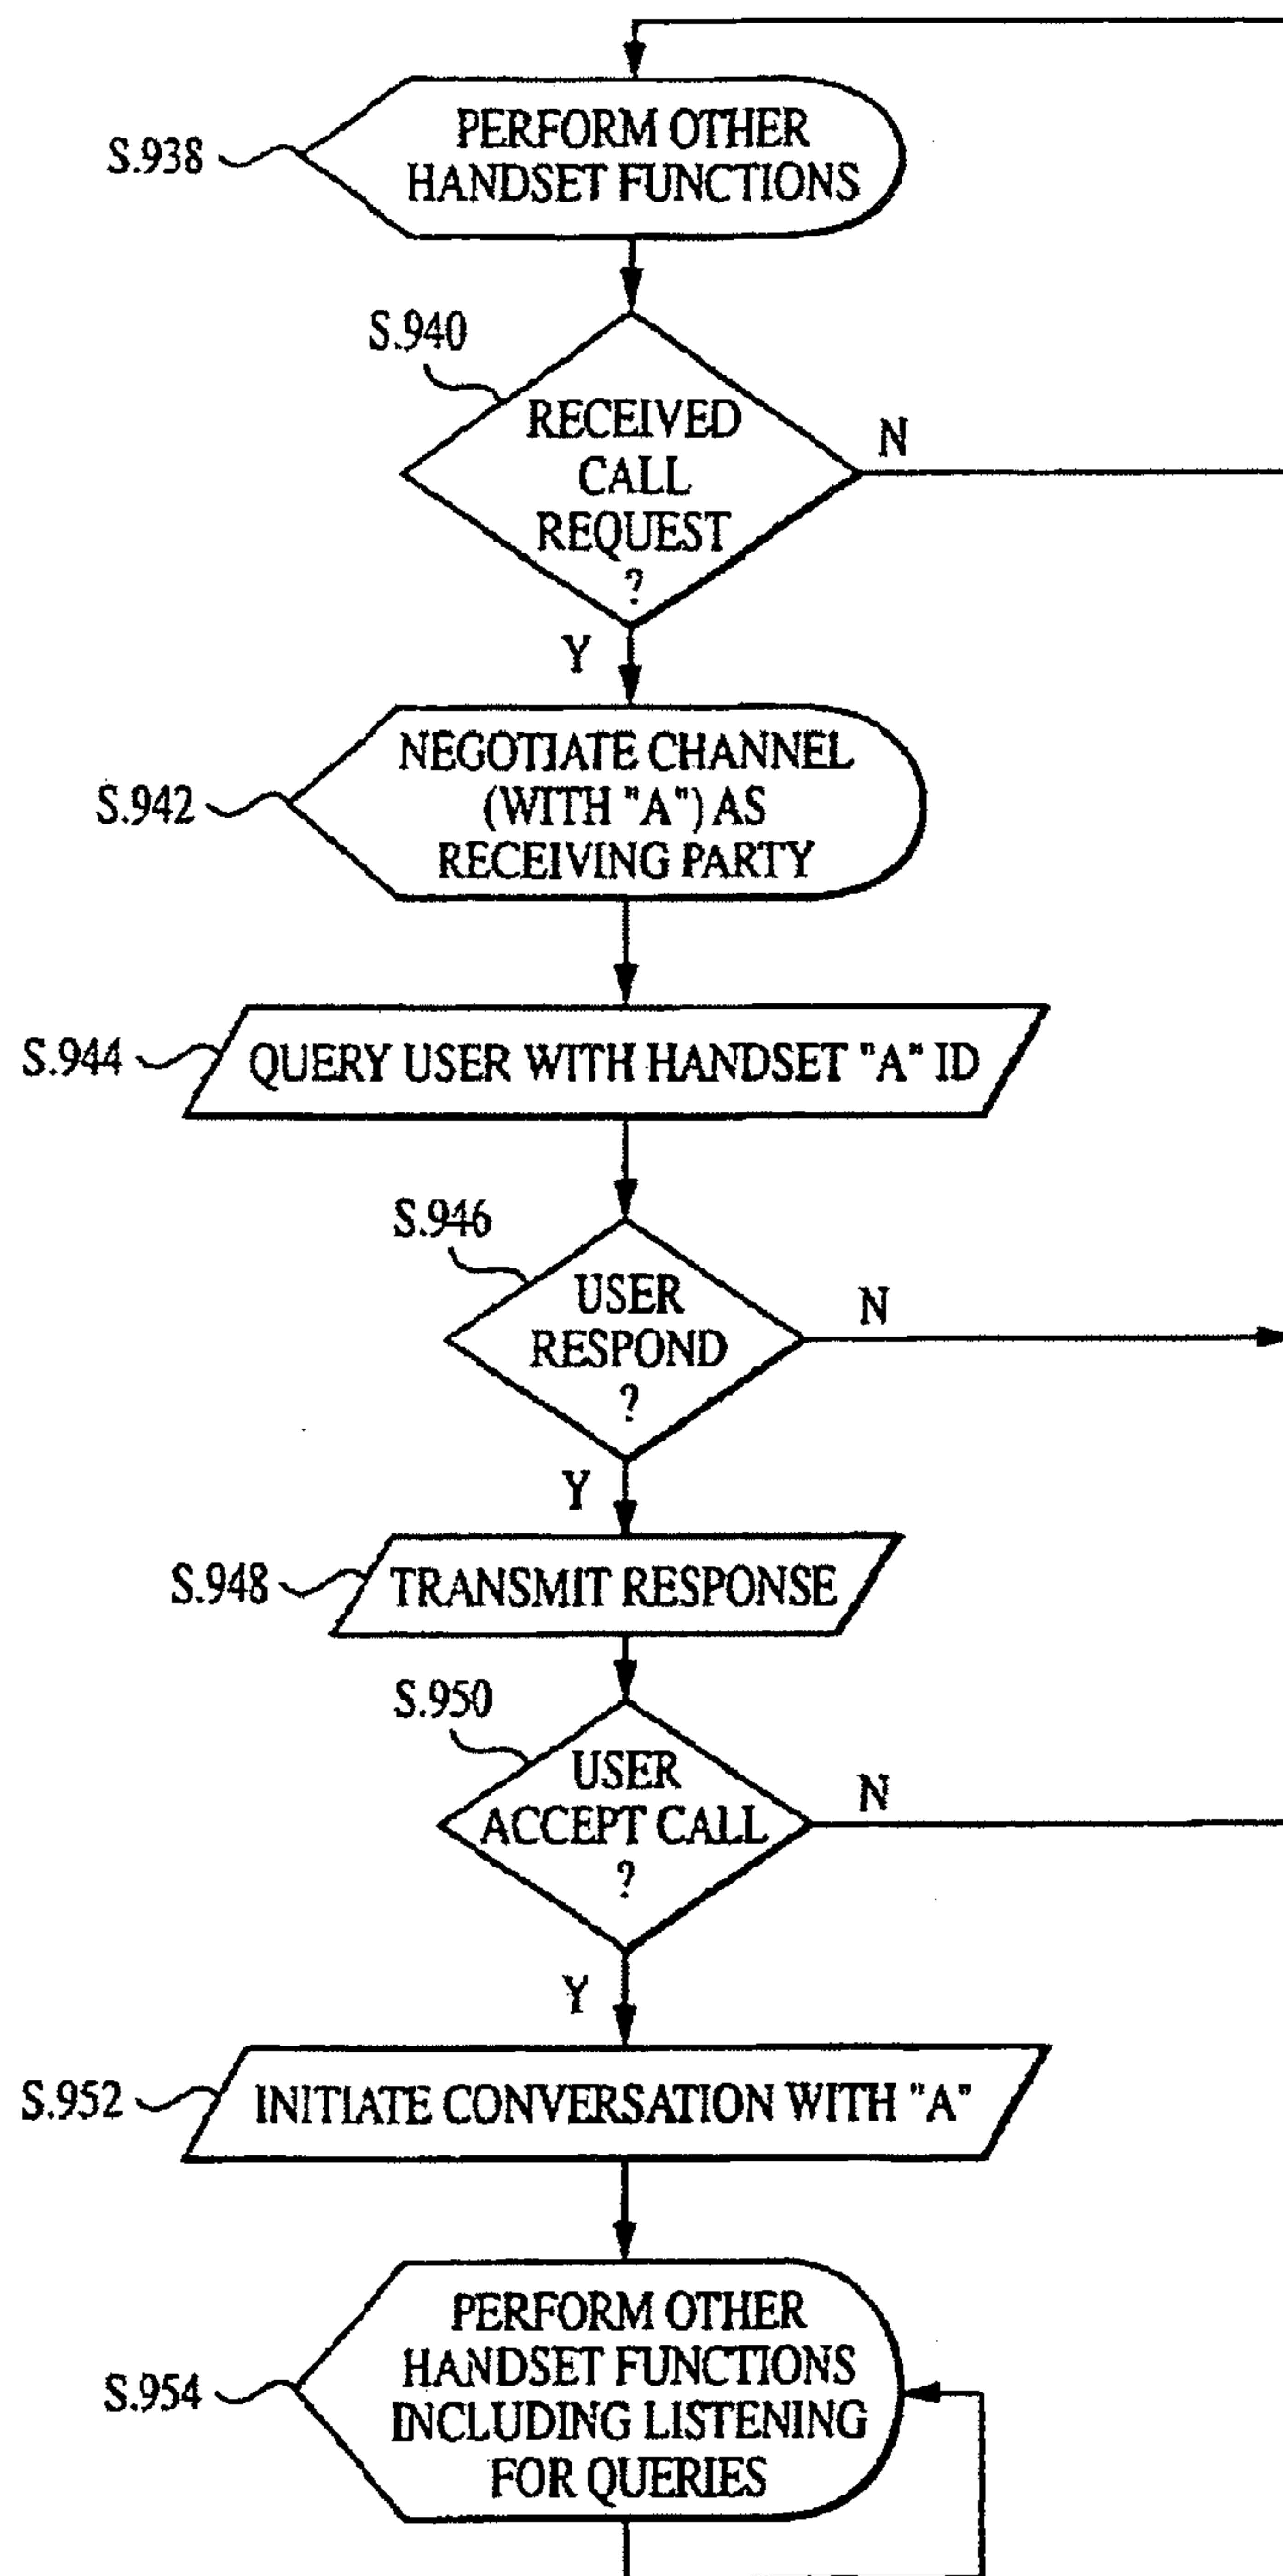 S.938
PERFORM OTHER
HANDSET FUNCTIONS
S.940
RECEIVED
CALL
REQUEST
?
N
Y
S.942
NEGOTIATE CHANNEL
(WITH "A") AS
RECEIVING PARTY
S.944
QUERY USER WITH HANDSET "A" ID
S.946
USER
RESPOND
?
N
Y
S.948
TRANSMIT RESPONSE
S.950
USER
ACCEPT CALL
?
N
Y
S.952
INITIATE CONVERSATION WITH "A"
S.954
PERFORM OTHER
HANDSET FUNCTIONS
INCLUDING LISTENING
FOR QUERIES